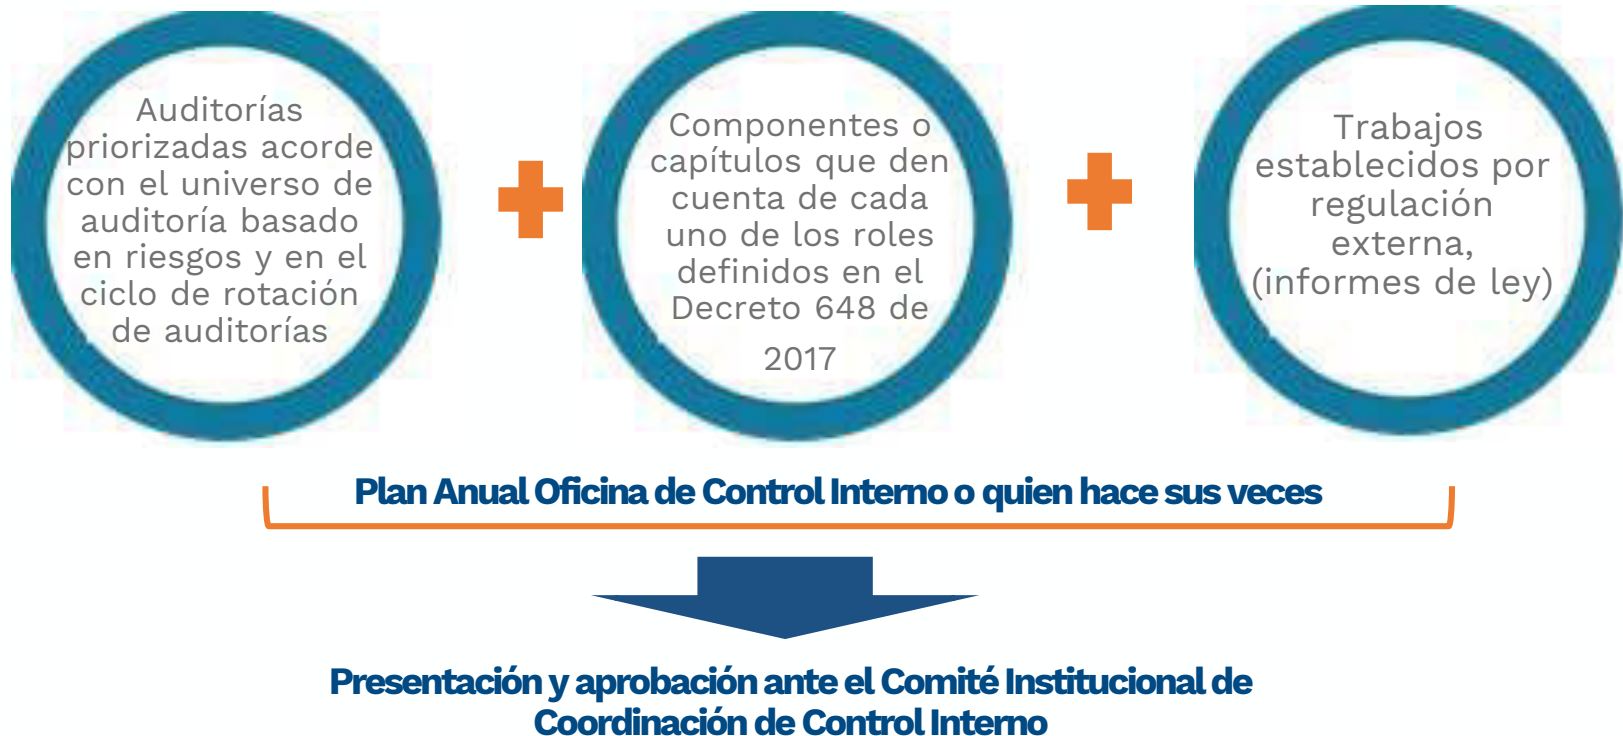 Auditorías
priorizadas acorde
con el universo de
auditoría basado
en riesgos y en el
ciclo de rotación
de auditorías
Componentes o
capítulos que den
cuenta de cada
uno de los roles
definidos en el
Decreto 648 de
2017
Trabajos
establecidos por
regulación
externa,
(informes de ley)
Plan Anual Oficina de Control Interno o quien hace sus veces
Presentación y aprobación ante el Comité Institucional de
Coordinación de Control Interno